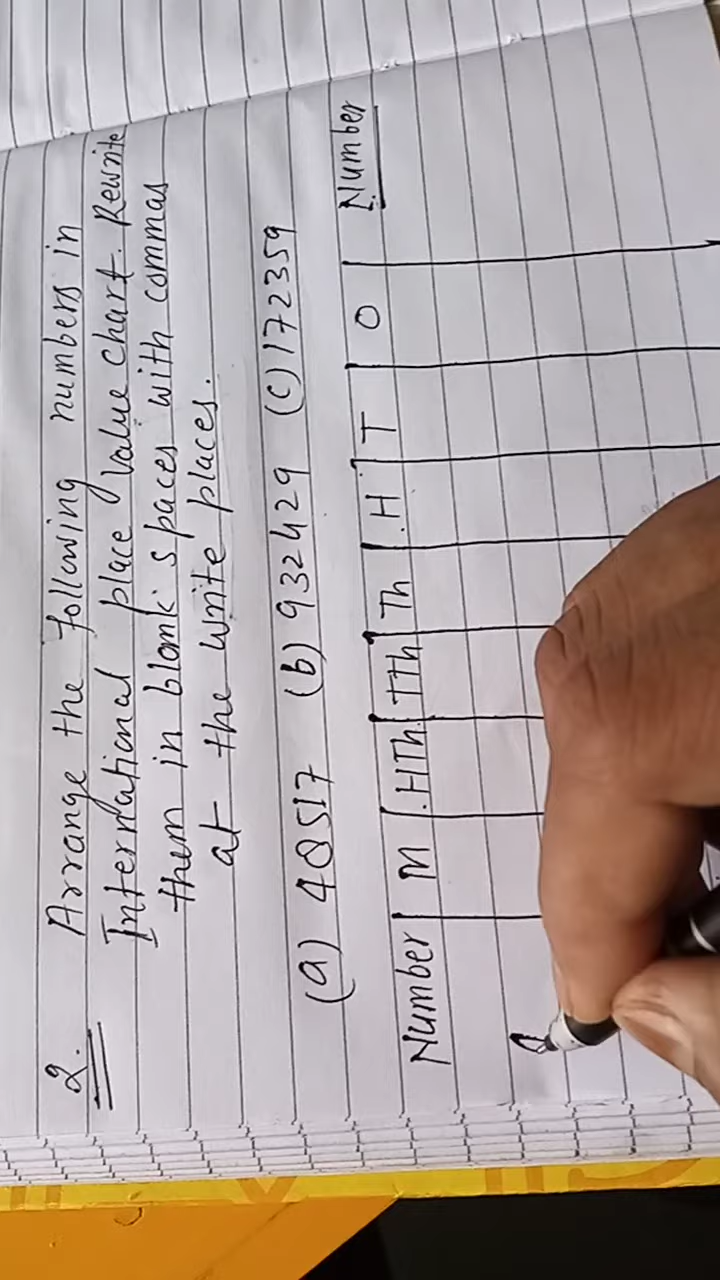 2. Arrange the following numbers in
International place value chart. Rewrite
them in blank spaces with commas
at the write places.
(a) 48517 (b) 932429 (c) 172359
Number M HTh TTh Th H T O Number